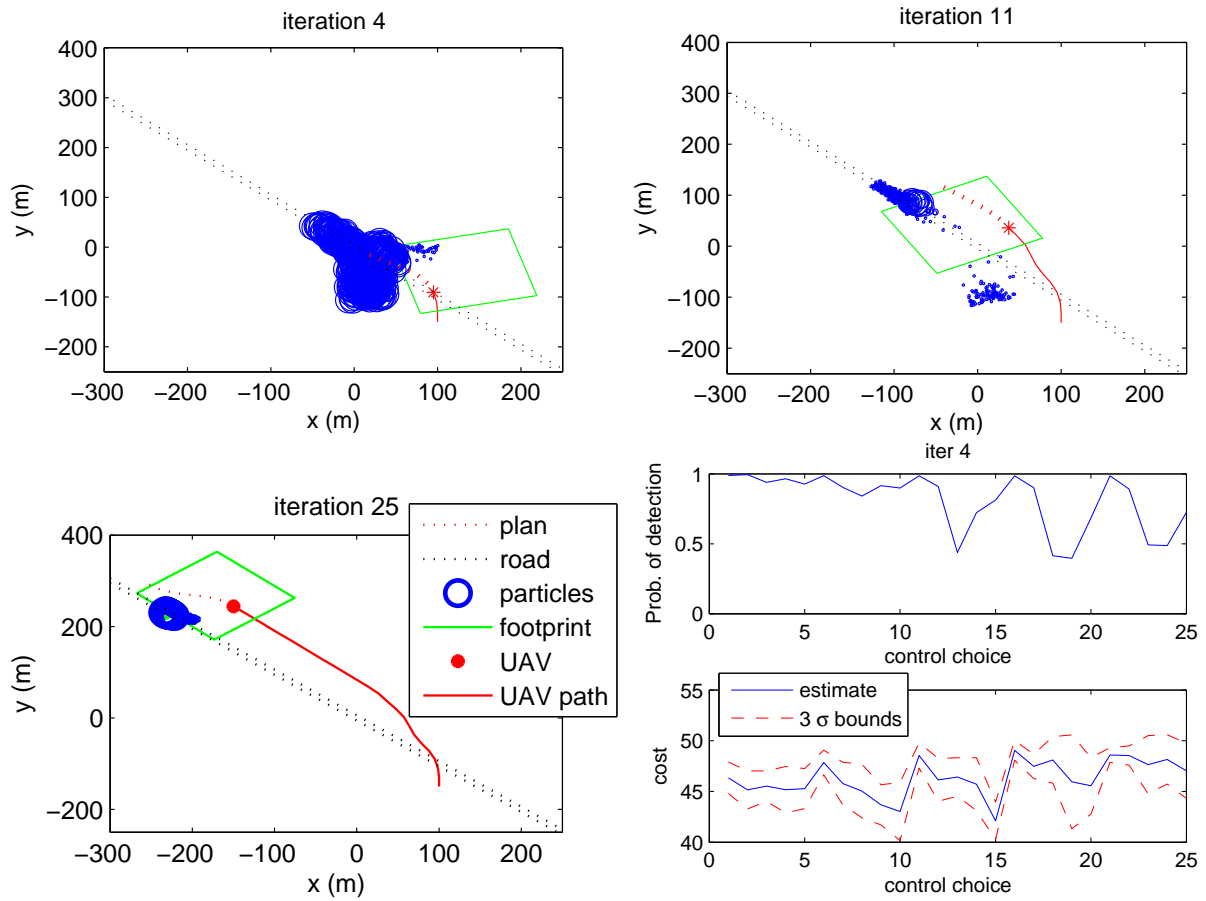 iteration 4
400
300
200
100
0
−100
−200
−300 −200 −100 0 100 200
y (m)
x (m)
iteration 11
400
300
200
100
0
−100
−200
−300 −200 −100 0 100 200
y (m)
x (m)
iteration 25
400
200
0
−200
−300 −200 −100 0 100 200
y (m)
x (m)
plan
road
particles
footprint
UAV
UAV path
iter 4
1
0.5
0
0 5 10 15 20 25
Prob. of detection
control choice
estimate
3 σ bounds
55
50
45
40
0 5 10 15 20 25
cost
control choice